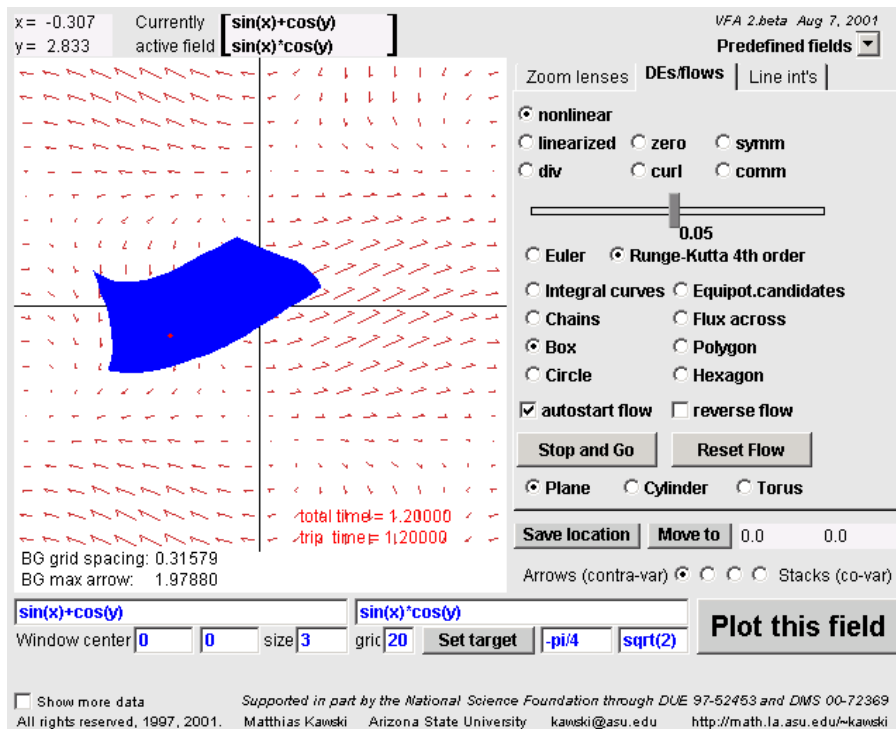 x = -0.307 Currently sin(x)+cos(y) VFA 2.beta Aug 7, 2001
y = 2.833 active field sin(x)*cos(y) Predefined fields
Zoom lenses DEs/flows Line int's
nonlinear
linearized zero symm
div curl comm
0.05
Euler Runge-Kutta 4th order
Integral curves Equipot.candidates
Chains Flux across
Box Polygon
Circle Hexagon
autostart flow reverse flow
Stop and Go Reset Flow
Plane Cylinder Torus
total time = 1.20000
trip time = 1.20000
Save location Move to 0.0 0.0
BG grid spacing: 0.31579
BG max arrow: 1.97880
Arrows (contra-var) Stacks (co-var)
sin(x)+cos(y) sin(x)*cos(y) Plot this field
Window center 0 0 size 3 gric 20 Set target -pi/4 sqrt(2)
Show more data Supported in part by the National Science Foundation through DUE 97-52453 and DMS 00-72369
All rights reserved, 1997, 2001. Matthias Kawski Arizona State University kawski@asu.edu http://math.la.asu.edu/~kawski